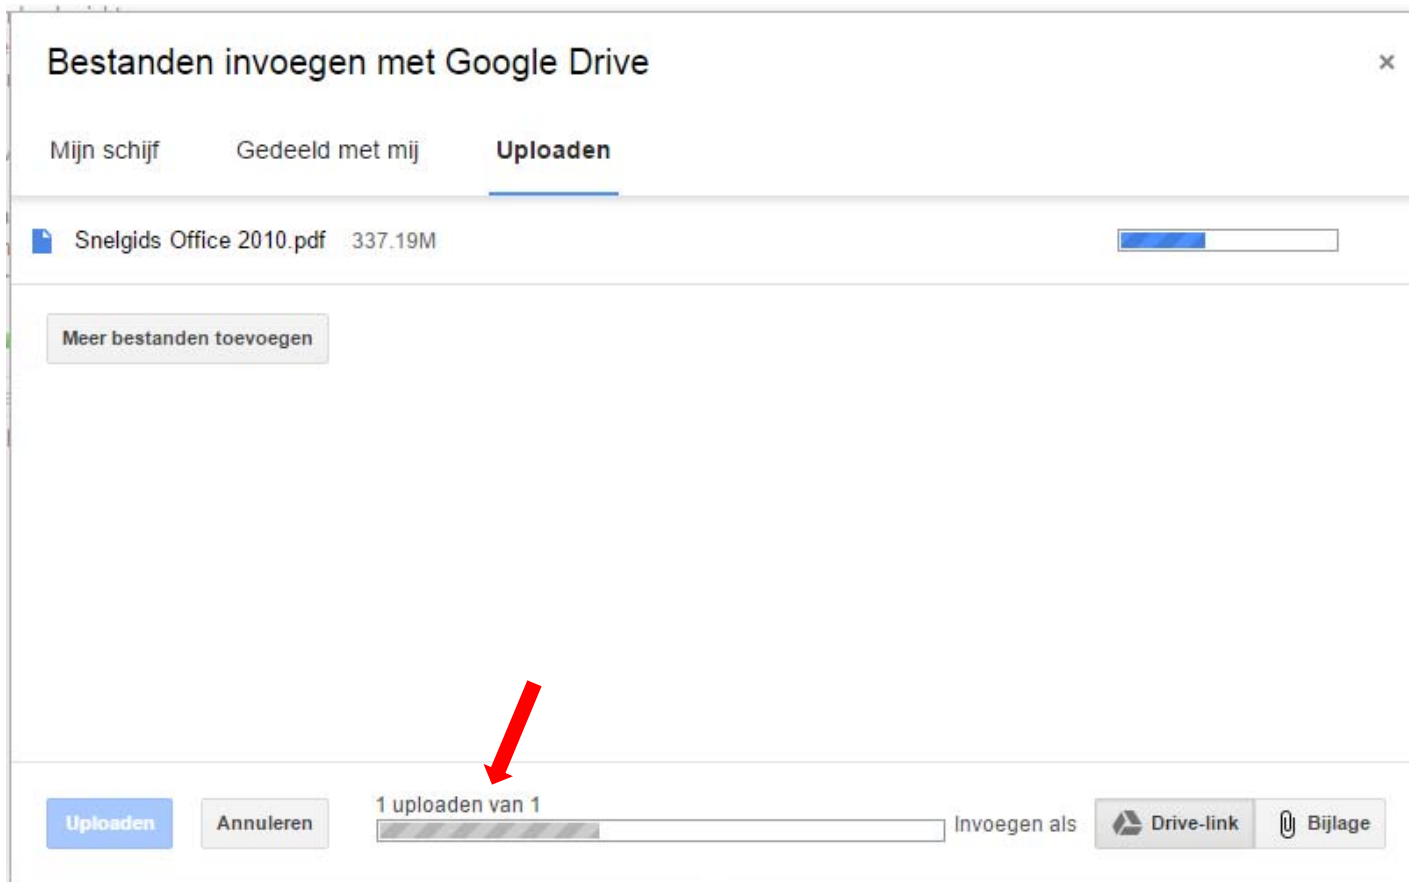 Bestanden invoegen met Google Drive
×
Mijn schijf Gedeeld met mij Uploaden
Snelgids Office 2010.pdf 337.19M
Meer bestanden toevoegen
1 uploaden van 1
Uploaden Annuleren Invoegen als Drive-link Bijlage